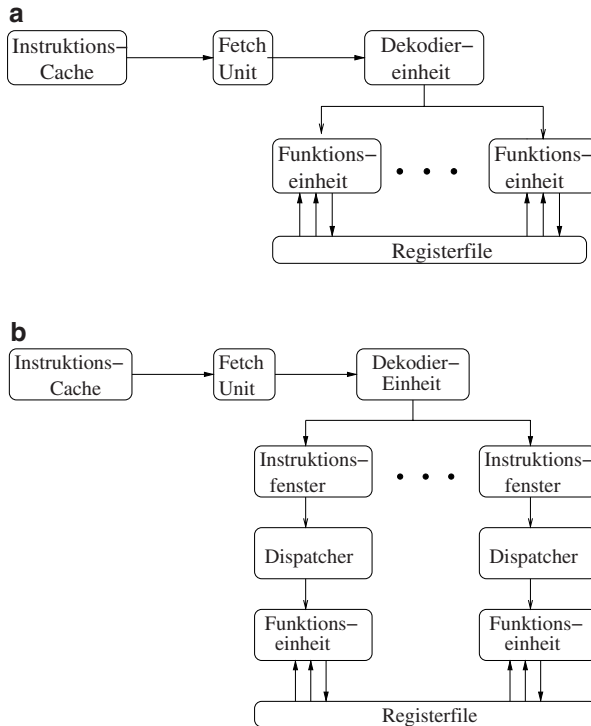 a
Instruktions–
Cache
Fetch
Unit
Dekodier–
einheit
Funktions–
einheit
Funktions–
einheit
Registerfile
b
Instruktions–
Cache
Fetch
Unit
Dekodier–
Einheit
Instruktions–
fenster
Instruktions–
fenster
Dispatcher
Dispatcher
Funktions–
einheit
Funktions–
einheit
Registerfile